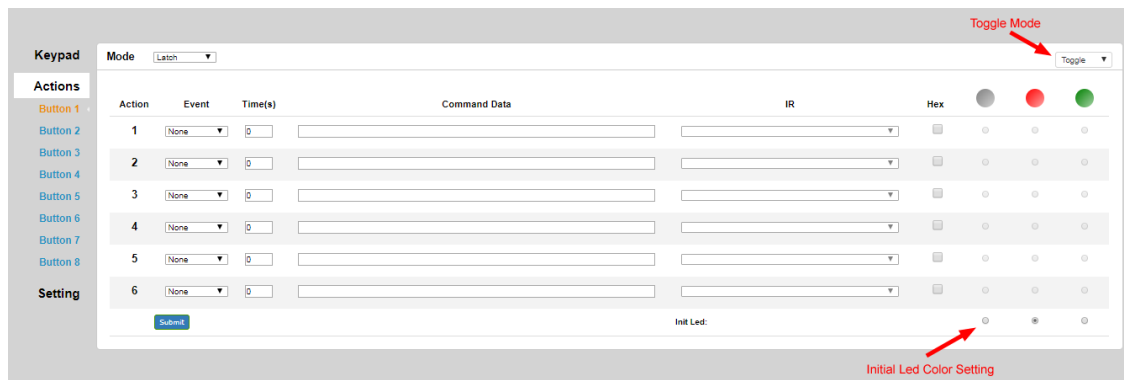 Toggle Mode
Keypad
Mode Latch Toggle
Actions
Button 1
Action Event Time(s) Command Data IR Hex
Button 2
1 None 0
Button 3
2 None 0
Button 4
Button 5
3 None 0
Button 6
4 None 0
Button 7
Button 8
5 None 0
Setting
6 None 0
Submit Init Led:
Initial Led Color Setting